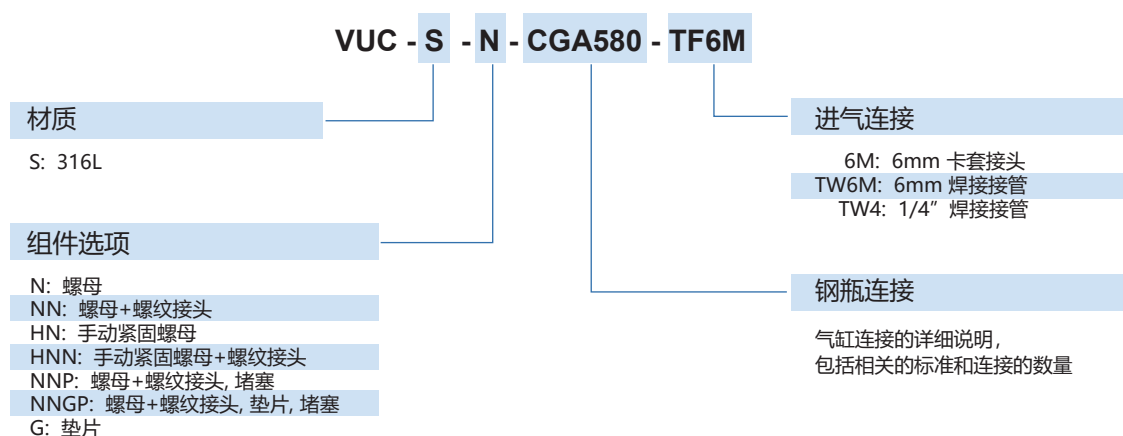 VUC - S - N - CGA580 - TF6M
材质
S: 316L
组件选项
N: 螺母
NN: 螺母+螺纹接头
HN: 手动紧固螺母
HNN: 手动紧固螺母+螺纹接头
NNP: 螺母+螺纹接头, 堵塞
NNGP: 螺母+螺纹接头, 垫片, 堵塞
G: 垫片
进气连接
6M: 6mm 卡套接头
TW6M: 6mm 焊接接管
TW4: 1/4" 焊接接管
钢瓶连接
气缸连接的详细说明,
包括相关的标准和连接的数量